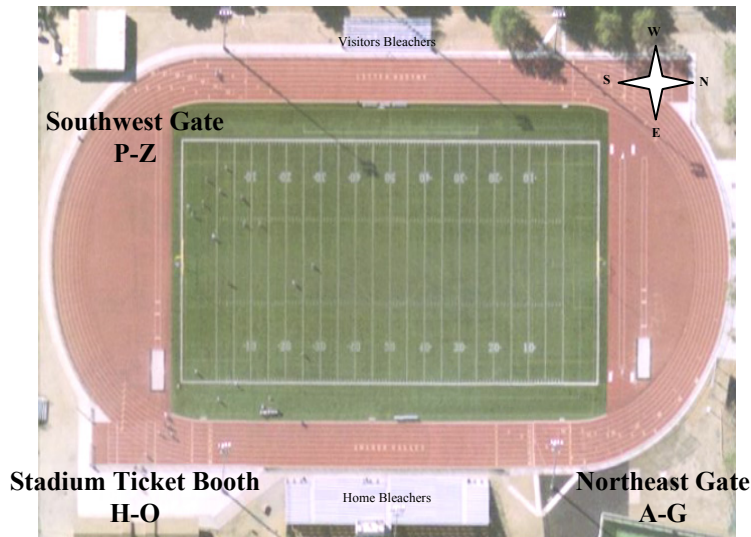 Visitors Bleachers
W
S N
E
Southwest Gate
P-Z
Stadium Ticket Booth
H-O
Home Bleachers
Northeast Gate
A-G